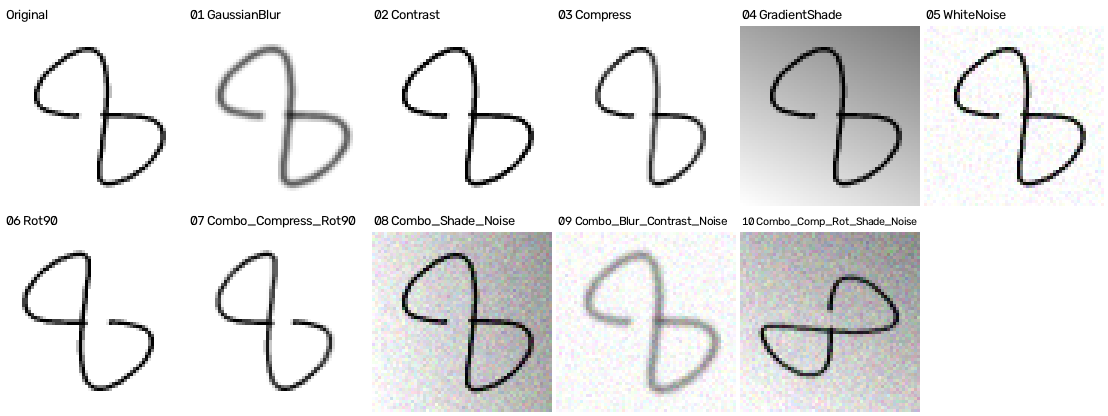 Original 01 GaussianBlur 02 Contrast 03 Compress 04 GradientShade 05 WhiteNoise
06 Rot90 07 Combo_Compress_Rot90 08 Combo_Shade_Noise 09 Combo_Blur_Contrast_Noise 10 Combo_Comp_Rot_Shade_Noise